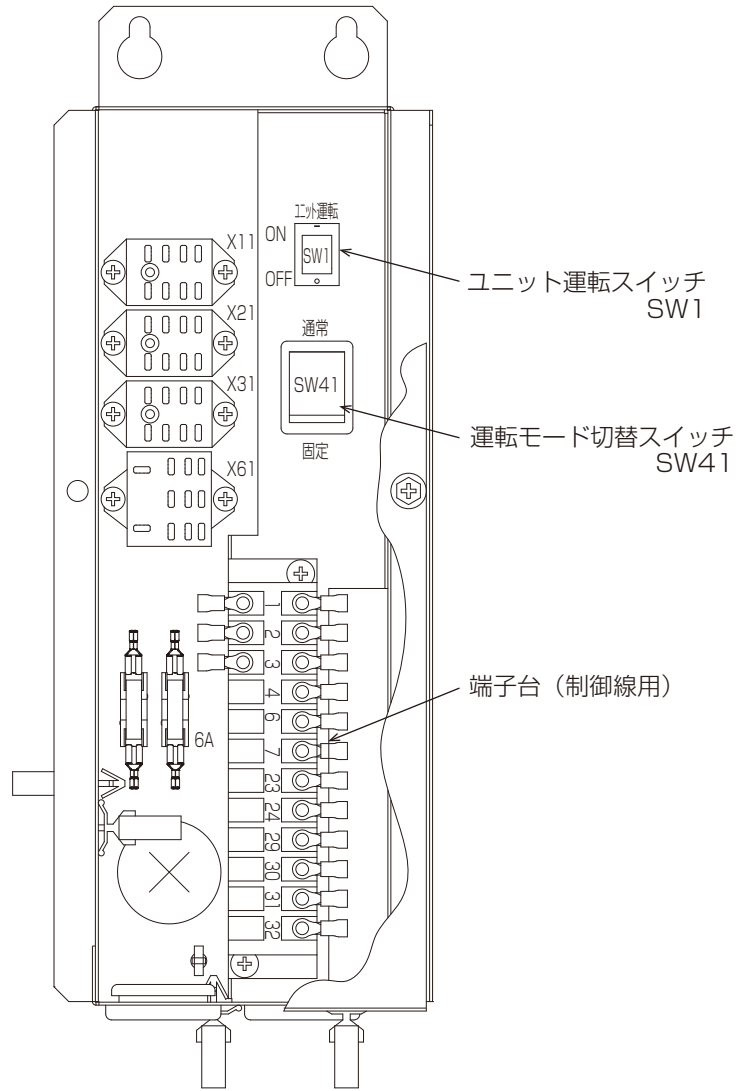 ユニット運転
ON
SW1
OFF
ユニット運転スイッチ
SW1
X11
X21
X31
X61
通常
SW41
固定
運転モード切替スイッチ
SW41
端子台（制御線用）
6A
1
2
3
4
6
7
23
24
29
30
31
32